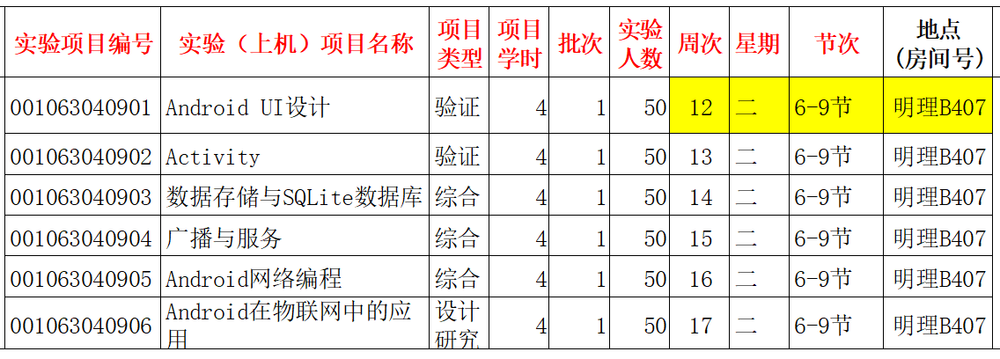 实验项目编号 实验（上机）项目名称 项目类型 项目学时 批次 实验人数 周次 星期 节次 地点(房间号)
001063040901 Android UI设计 验证 4 1 50 12 二 6-9节 明理B407
001063040902 Activity 验证 4 1 50 13 二 6-9节 明理B407
001063040903 数据存储与SQLite数据库 综合 4 1 50 14 二 6-9节 明理B407
001063040904 广播与服务 综合 4 1 50 15 二 6-9节 明理B407
001063040905 Android网络编程 综合 4 1 50 16 二 6-9节 明理B407
001063040906 Android在物联网中的应用 设计研究 4 1 50 17 二 6-9节 明理B407